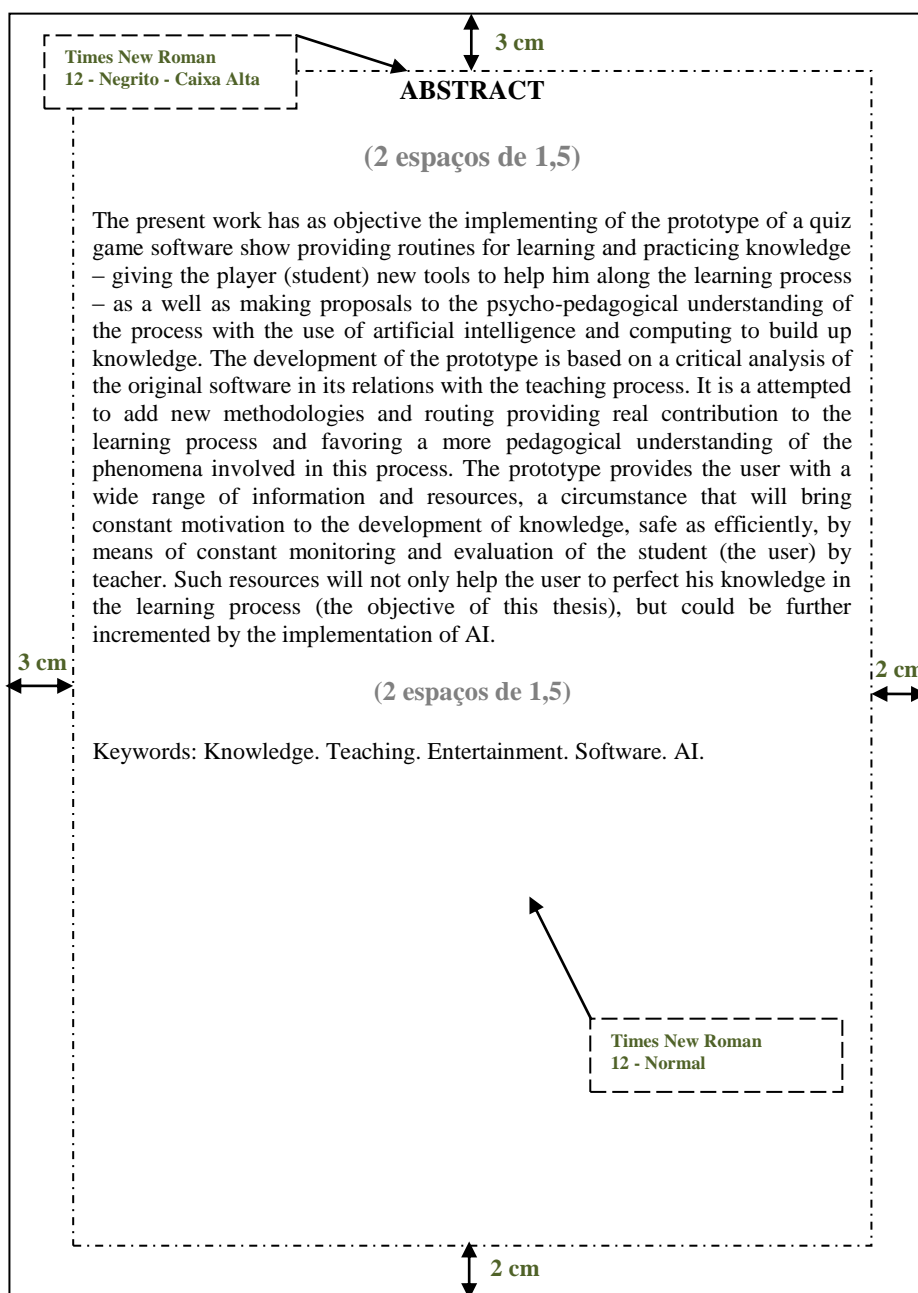 3 cm
Times New Roman
12 - Negrito - Caixa Alta
ABSTRACT
(2 espaços de 1,5)
The present work has as objective the implementing of the prototype of a quiz
game software show providing routines for learning and practicing knowledge
– giving the player (student) new tools to help him along the learning process
– as a well as making proposals to the psycho-pedagogical understanding of
the process with the use of artificial intelligence and computing to build up
knowledge. The development of the prototype is based on a critical analysis of
the original software in its relations with the teaching process. It is a attempted
to add new methodologies and routing providing real contribution to the
learning process and favoring a more pedagogical understanding of the
phenomena involved in this process. The prototype provides the user with a
wide range of information and resources, a circumstance that will bring
constant motivation to the development of knowledge, safe as efficiently, by
means of constant monitoring and evaluation of the student (the user) by
teacher. Such resources will not only help the user to perfect his knowledge in
the learning process (the objective of this thesis), but could be further
incremented by the implementation of AI.
3 cm
2 cm
(2 espaços de 1,5)
Keywords: Knowledge. Teaching. Entertainment. Software. AI.
Times New Roman
12 - Normal
2 cm